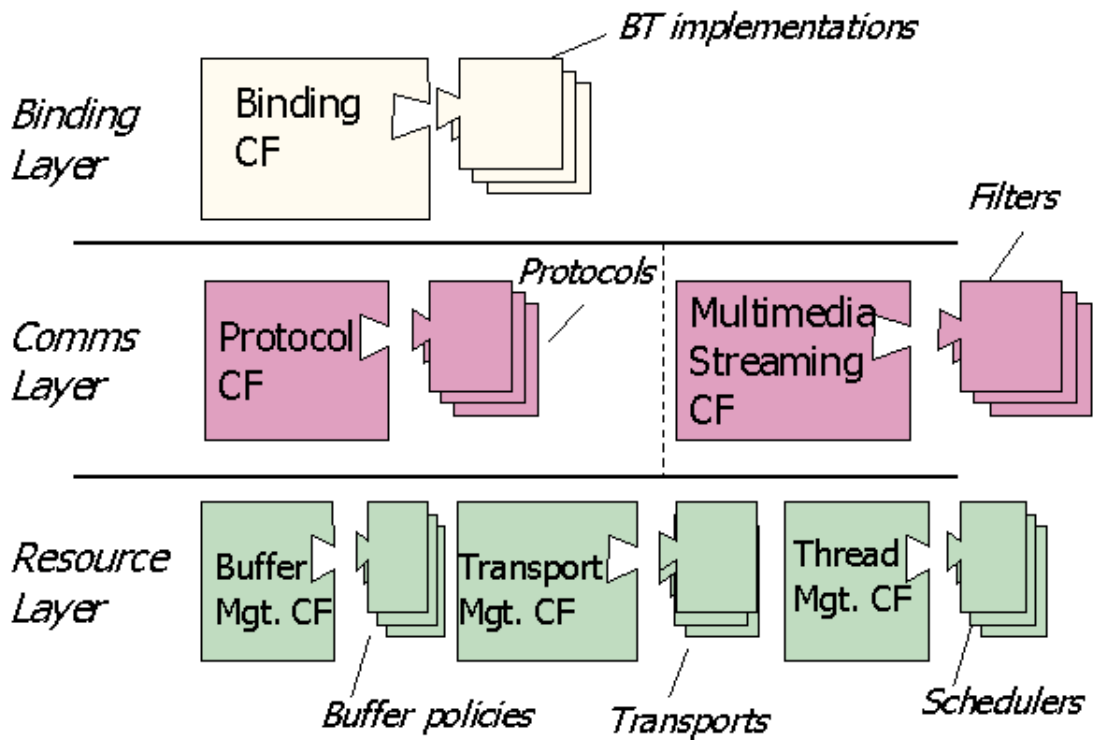 BT implementations
Binding
Layer
Binding
CF
Filters
Comms
Layer
Protocol
CF
Protocols
Multimedia
Streaming
CF
Resource
Layer
Buffer
Mgt. CF
Transport
Mgt. CF
Thread
Mgt. CF
Buffer policies
Transports
Schedulers